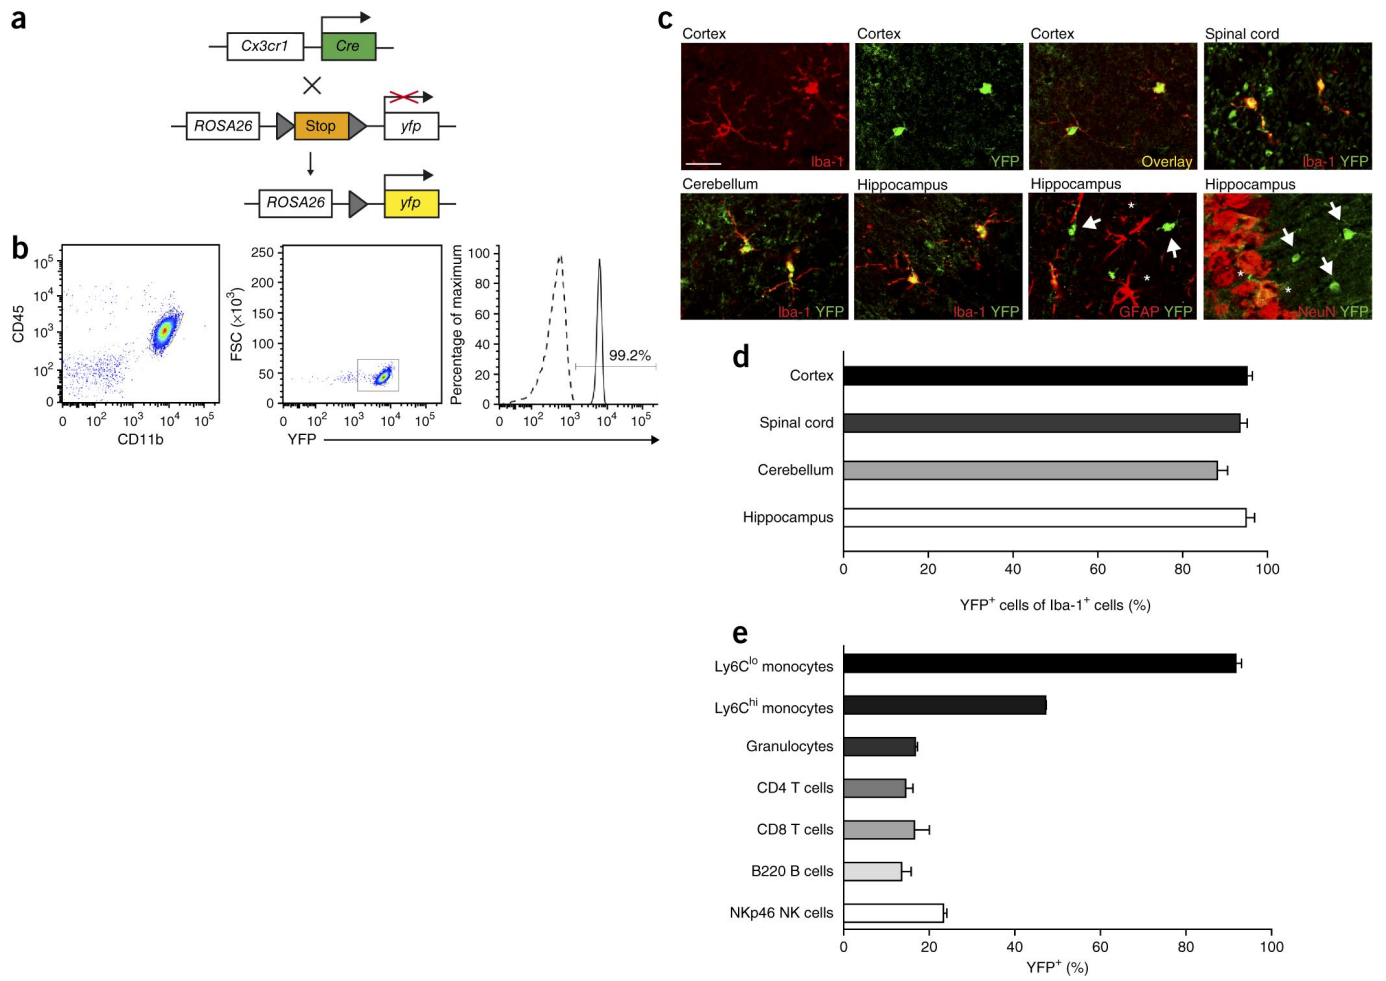 a
Cx3cr1 Cre
ROSA26 Stop yfp
ROSA26 yfp
b
CD45
10^5
10^4
10^3
10^2
0
0 10^3 10^4 10^5
CD11b
FSC (×10^3)
250
200
150
100
50
0
0 10^2 10^3 10^4 10^5
YFP
Percentage of maximum
100
80
60
40
20
0
99.2%
0 10^2 10^3 10^4 10^5
c
Cortex Cortex Cortex Spinal cord
Iba-1 YFP Overlay Iba-1 YFP
Cerebellum Hippocampus Hippocampus Hippocampus
* * * *
Iba-1 YFP Iba-1 YFP GFAP YFP NeuN YFP
d
Cortex
Spinal cord
Cerebellum
Hippocampus
0 20 40 60 80 100
YFP+ cells of Iba-1+ cells (%)
e
Ly6C^lo monocytes
Ly6C^hi monocytes
Granulocytes
CD4 T cells
CD8 T cells
B220 B cells
NKp46 NK cells
0 20 40 60 80 100
YFP+ (%)